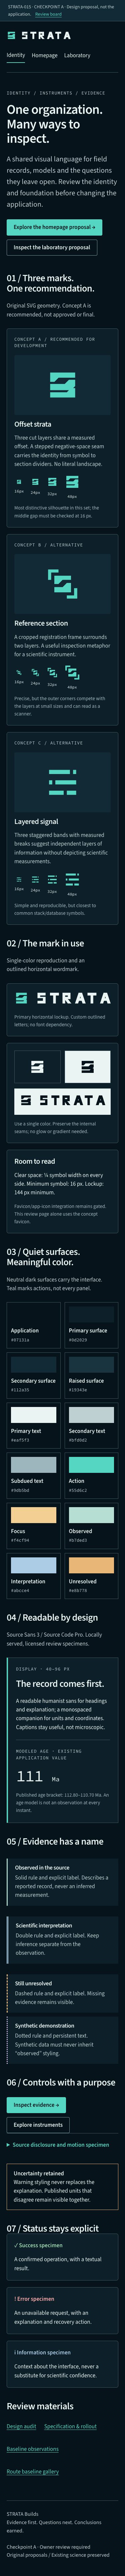 STRATA-015 · CHECKPOINT A · Design proposal, not the
application. Review board
STRATA
Identity Homepage Laboratory
IDENTITY / INSTRUMENTS / EVIDENCE
One organization.
Many ways to
inspect.
A shared visual language for field
records, models and the questions
they leave open. Review the identity
and foundation before changing the
application.
Explore the homepage proposal →
Inspect the laboratory proposal
01 / Three marks.
One recommendation.
Original SVG geometry. Concept A is
recommended, not approved or final.
CONCEPT A / RECOMMENDED FOR
DEVELOPMENT
Offset strata
Three cut layers share a measured
offset. A stepped negative-space seam
carries the identity from symbol to
section dividers. It is not a literal
landscape.
16px 24px 32px 48px
Most distinctive silhouette in this set; the
middle gap must be checked at 16 px.
CONCEPT B / ALTERNATIVE
Reference section
A cropped registration frame surrounds
two layers. A useful inspection metaphor
for a scientific instrument.
16px 24px 32px 48px
Precise, but the outer corners compete with
the layers at small sizes and can read as a
scanner.
CONCEPT C / ALTERNATIVE
Layered signal
Three staggered bands with measured
breaks suggest independent layers of
information without depicting scientific
measurements.
16px 24px 32px 48px
Simple and reproducible, but closest to
common stack/database symbols.
02 / The mark in use
Single-color reproduction and an
outlined horizontal wordmark.
STRATA
Primary horizontal lockup. Custom outlined
letters; no font dependency.
STRATA
Use a single color. Preserve the internal
seams; no glow or gradient needed.
Room to read
Clear space: ¼ symbol width on every
side. Minimum symbol: 16 px. Lockup:
144 px minimum.
Favicon/app-icon integration remains gated.
This review page alone uses the concept
favicon.
03 / Quiet surfaces.
Meaningful color.
Neutral dark surfaces carry the interface.
Teal marks actions, not every panel.
Application
#07131a
Primary surface
Secondary surface
#112a35
Raised surface
#19343e
Primary text
#eaf5f3
Secondary text
Subdued text
Action
Focus
#f4cf94
Observed
Interpretation
Unresolved
04 / Readable by design
Source Sans 3 / Source Code Pro. Locally
served, licensed review specimens.
DISPLAY · 40–96 PX
The record comes first.
A readable humanist sans for headings
and explanation; a monospaced
companion for units and coordinates.
Captions stay useful, not microscopic.
MODELED AGE · EXISTING
APPLICATION VALUE
111 Ma
Published age bracket: 112.80–110.70 Ma. An
age model is not an observation at every
instant.
05 / Evidence has a name
Observed in the source
Solid rule and explicit label. Describes a
reported record, never an inferred
measurement.
Scientific interpretation
Double rule and explicit label. Keep
inference separate from the
observation.
Still unresolved
Dashed rule and explicit label. Missing
evidence remains visible.
Synthetic demonstration
Dotted rule and persistent text.
Synthetic data must never inherit
“observed” styling.
06 / Controls with a purpose
Inspect evidence →
Explore instruments
▶ Source disclosure and motion specimen
Uncertainty retained
Warning styling never replaces the
explanation. Published units that
disagree remain visible together.
07 / Status stays explicit
✓ Success specimen
A confirmed operation, with a textual
result.
! Error specimen
An unavailable request, with an
explanation and recovery action.
i Information specimen
Context about the interface, never a
substitute for scientific confidence.
Review materials
Design audit Specification & rollout
Baseline observations
Route baseline gallery
STRATA Builds
Evidence first. Questions next. Conclusions
earned.
Checkpoint A · Owner review required
Original proposals / Existing science preserved